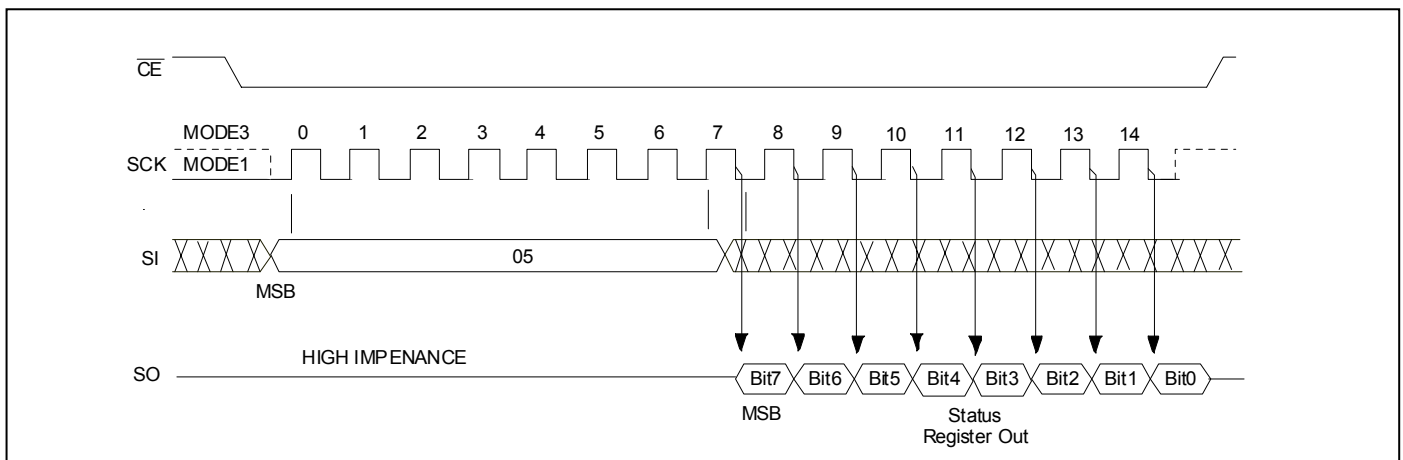 CE
MODE3 0 1 2 3 4 5 6 7 8 9 10 11 12 13 14
SCK MODE1
SI 05
MSB
HIGH IMPENANCE
SO Bit7 Bit6 Bit5 Bit4 Bit3 Bit2 Bit1 Bit0
MSB Status
Register Out